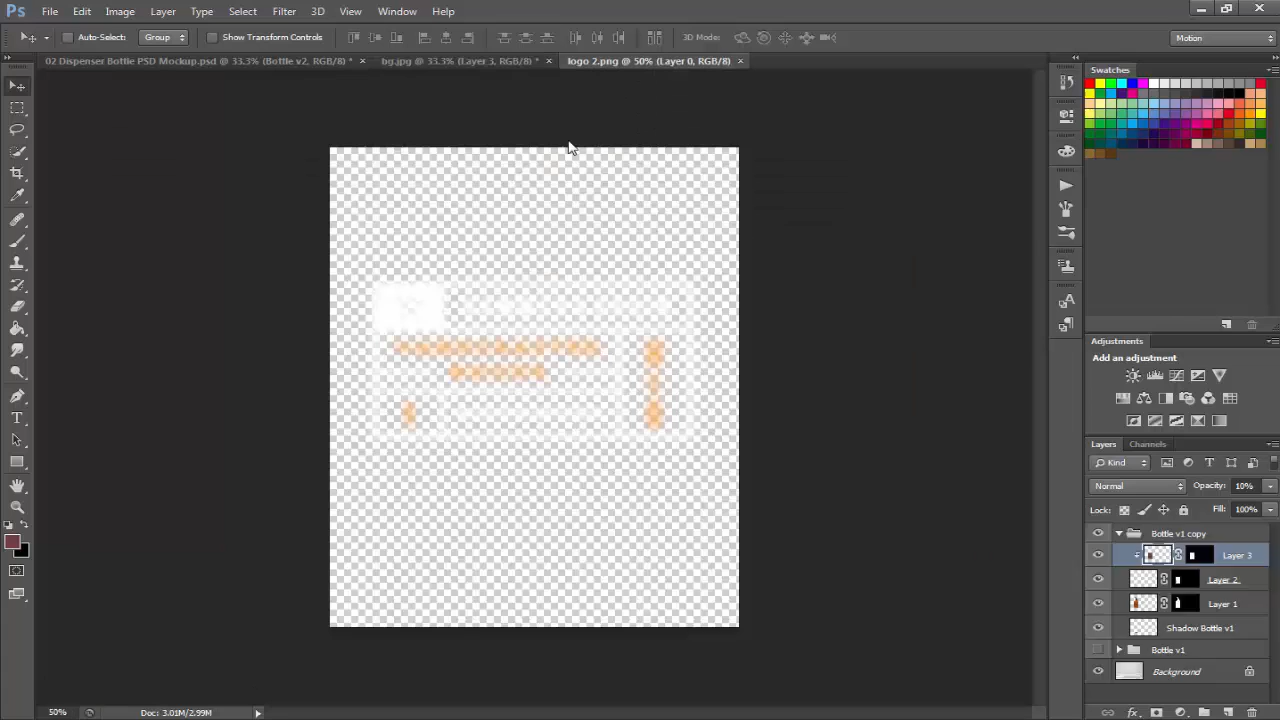 Ps File Edit Image Layer Type Select Filter 3D View Window Help
Auto-Select: Group Show Transform Controls 3D Mode: Motion
02 Dispenser Bottle PSD Mockup.psd @ 33.3% (Bottle v2, RGB/8) * × bg.jpg @ 33.3% (Layer 3, RGB/8) * × logo 2.png @ 50% (Layer 0, RGB/8) ×
Swatches
Adjustments
Add an adjustment
Layers Channels
Kind
Normal Opacity: 10%
Lock: Fill: 100%
Bottle v1 copy
Layer 3
Layer 2
Layer 1
Shadow Bottle v1
Bottle v1
Background
50% Doc: 3.01M/2.99M
fx